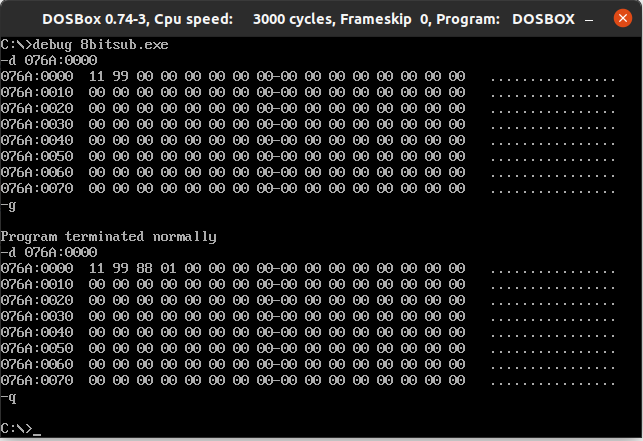 DOSBox 0.74-3, Cpu speed:    3000 cycles, Frameskip  0, Program:   DOSBOX  –  ×
C:\>debug 8bitsub.exe
-d 076A:0000
076A:0000  11 99 00 00 00 00 00 00-00 00 00 00 00 00 00 00   ................
076A:0010  00 00 00 00 00 00 00 00-00 00 00 00 00 00 00 00   ................
076A:0020  00 00 00 00 00 00 00 00-00 00 00 00 00 00 00 00   ................
076A:0030  00 00 00 00 00 00 00 00-00 00 00 00 00 00 00 00   ................
076A:0040  00 00 00 00 00 00 00 00-00 00 00 00 00 00 00 00   ................
076A:0050  00 00 00 00 00 00 00 00-00 00 00 00 00 00 00 00   ................
076A:0060  00 00 00 00 00 00 00 00-00 00 00 00 00 00 00 00   ................
076A:0070  00 00 00 00 00 00 00 00-00 00 00 00 00 00 00 00   ................
-g
Program terminated normally
-d 076A:0000
076A:0000  11 99 88 01 00 00 00 00-00 00 00 00 00 00 00 00   ................
076A:0010  00 00 00 00 00 00 00 00-00 00 00 00 00 00 00 00   ................
076A:0020  00 00 00 00 00 00 00 00-00 00 00 00 00 00 00 00   ................
076A:0030  00 00 00 00 00 00 00 00-00 00 00 00 00 00 00 00   ................
076A:0040  00 00 00 00 00 00 00 00-00 00 00 00 00 00 00 00   ................
076A:0050  00 00 00 00 00 00 00 00-00 00 00 00 00 00 00 00   ................
076A:0060  00 00 00 00 00 00 00 00-00 00 00 00 00 00 00 00   ................
076A:0070  00 00 00 00 00 00 00 00-00 00 00 00 00 00 00 00   ................
-q
C:\>_